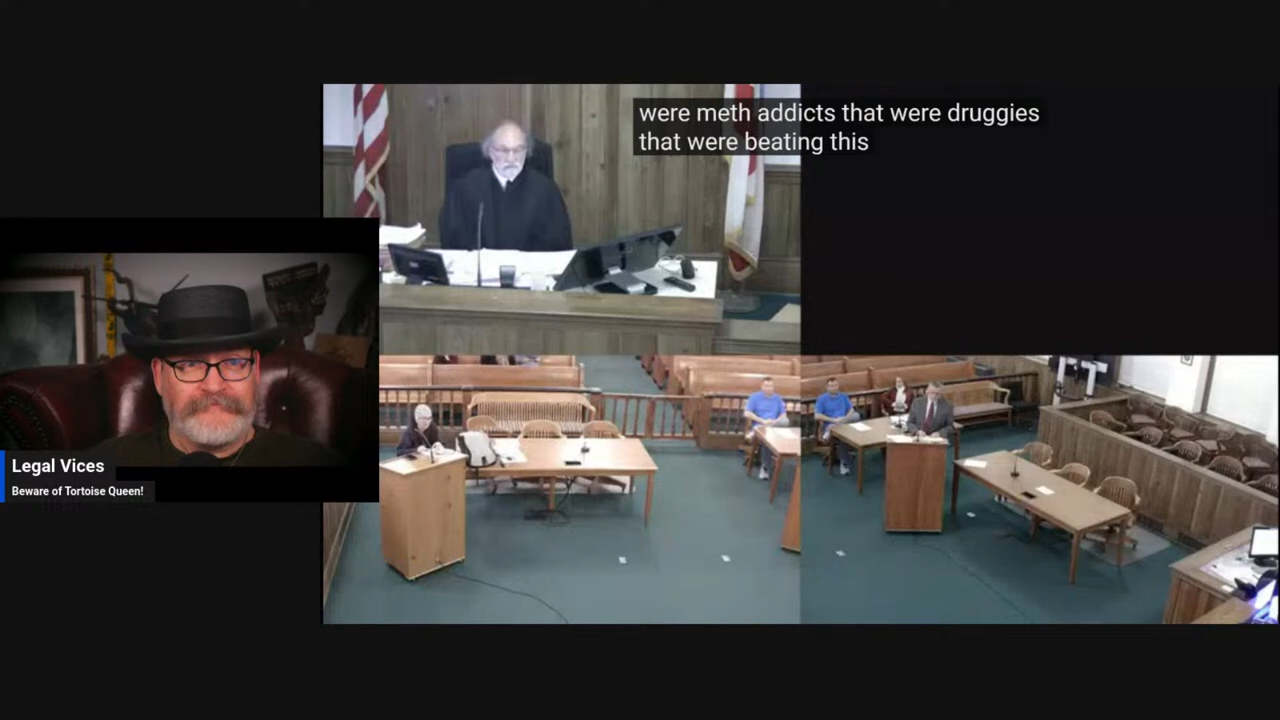 were meth addicts that were druggies
that were beating this
Legal Vices
Beware of Tortoise Queen!